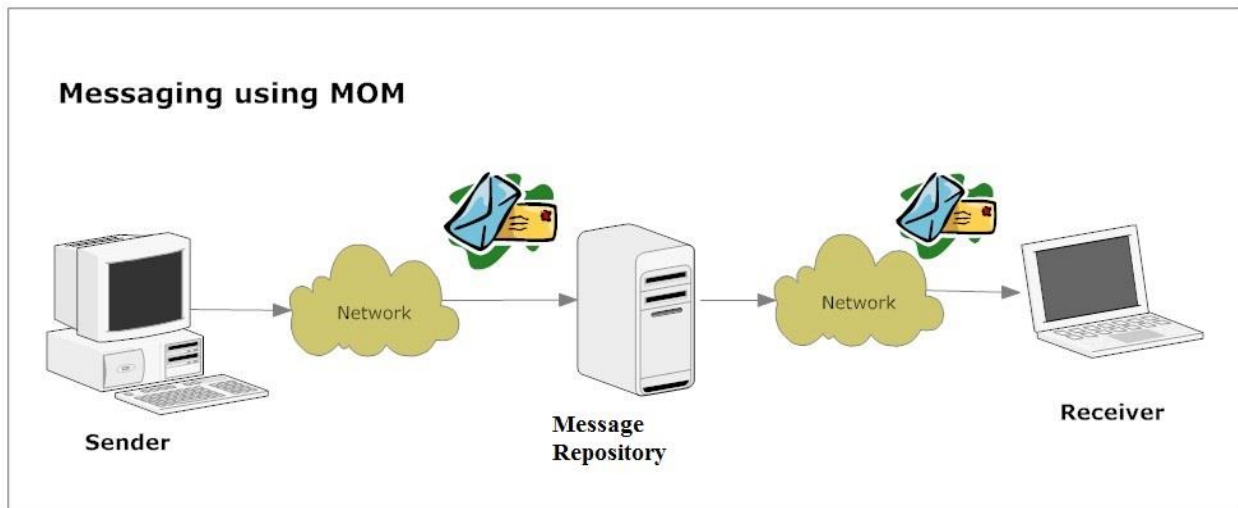 Messaging using MOM
Network
Network
Sender
Message
Repository
Receiver